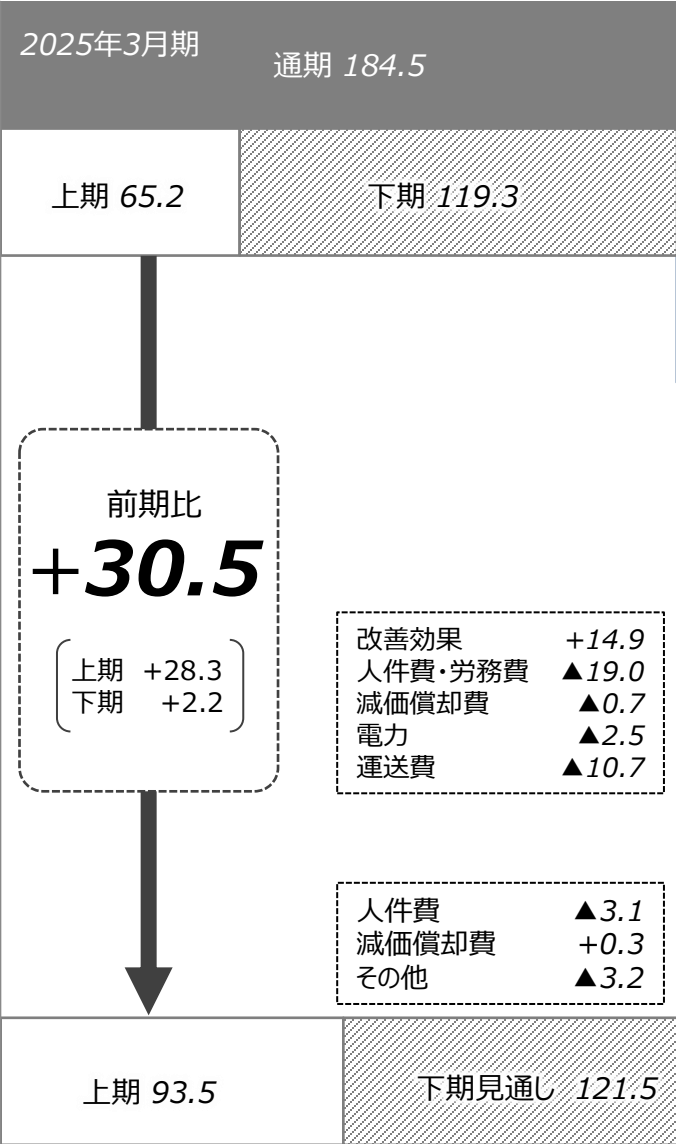 2025年3月期
通期 184.5
上期 65.2
下期 119.3
前期比
+30.5
上期 +28.3
下期 +2.2
改善効果 +14.9
人件費・労務費 ▲19.0
減価償却費 ▲0.7
電力 ▲2.5
運送費 ▲10.7
人件費 ▲3.1
減価償却費 +0.3
その他 ▲3.2
上期 93.5
下期見通し 121.5